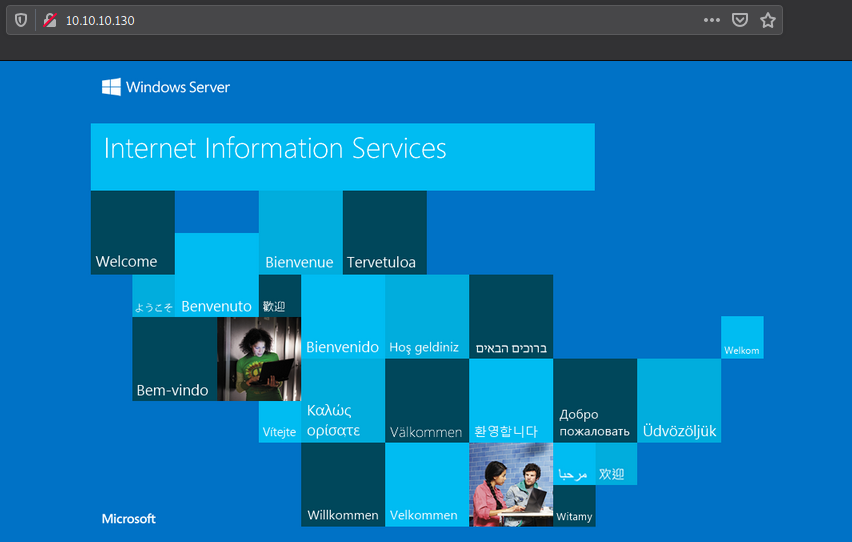 10.10.10.130
Windows Server
Internet Information Services
Welcome
Bienvenue
Tervetuloa
ようこそ
Benvenuto
歡迎
Bienvenido
Hoş geldiniz
ברוכים הבאים
Welkom
Bem-vindo
Vítejte
Καλώς
ορίσατε
Välkommen
환영합니다
Добро
пожаловать
Üdvözöljük
Willkommen
Velkommen
مرحبا
欢迎
Witamy
Microsoft